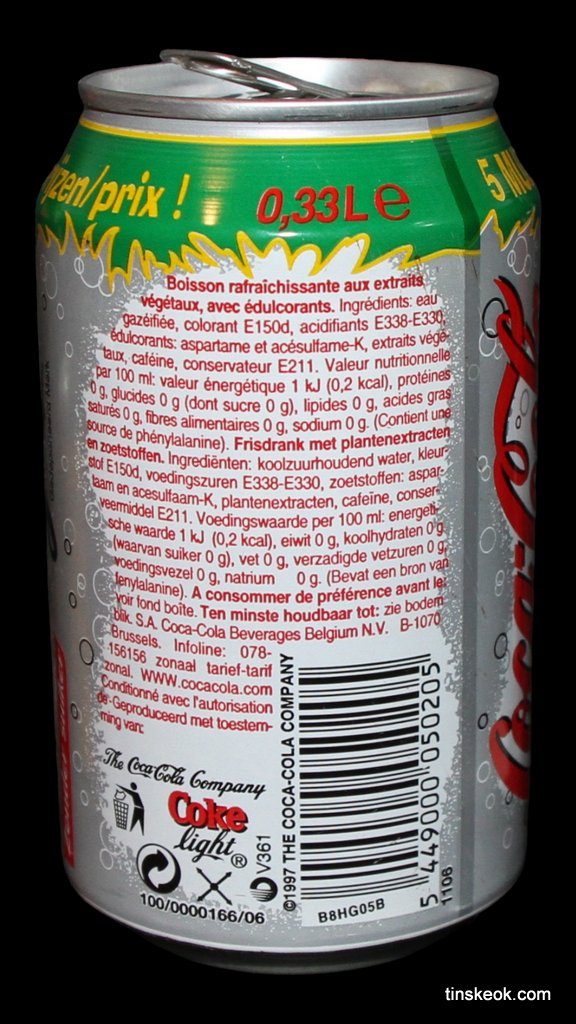 zen/prix !
0,33 L e
5
Boisson rafraîchissante aux extraits
végétaux, avec édulcorants. Ingrédients: eau
gazéifiée, colorant E150d, acidifiants E338-E330,
édulcorants: aspartame et acésulfame-K, extraits végé-
taux, caféine, conservateur E211. Valeur nutritionnelle
par 100 ml: valeur énergétique 1 kJ (0,2 kcal), protéines
0 g, glucides 0 g (dont sucre 0 g), lipides 0 g, acides gras
saturés 0 g, fibres alimentaires 0 g, sodium 0 g. (Contient une
source de phénylalanine). Frisdrank met plantenextracten
en zoetstoffen. Ingrediënten: koolzuurhoudend water, kleur-
stof E150d, voedingszuren E338-E330, zoetstoffen: aspar-
taam en acesulfaam-K, plantenextracten, cafeïne, conser-
veermiddel E211. Voedingswaarde per 100 ml: energeti-
sche waarde 1 kJ (0,2 kcal), eiwit 0 g, koolhydraten 0 g
(waarvan suiker 0 g), vet 0 g, verzadigde vetzuren 0 g,
voedingsvezel 0 g, natrium 0 g. (Bevat een bron van
fenylalanine). A consommer de préférence avant le:
voir fond boîte. Ten minste houdbaar tot: zie bodem
blik. S.A. Coca-Cola Beverages Belgium N.V. B-1070
Brussels. Infoline: 078-
156156 zonaal tarief-tarif
zonal. WWW.cocacola.com
Conditionné avec l'autorisation
de-Geproduceerd met toestem-
ming van:
The Coca-Cola Company
Coke
light ®
V361
100/0000166/06
©1997 THE COCA-COLA COMPANY
B8HG05B
5 449000 050205
1106
Coca-Cola
tinskeok.com